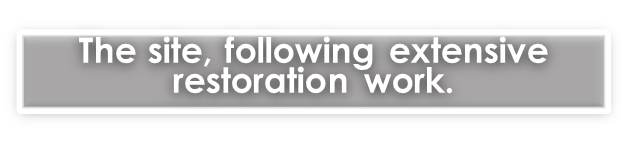 The site, following extensive
restoration work.